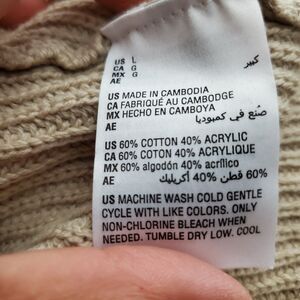 US L
CA G
MX G
AE كبير
US MADE IN CAMBODIA
CA FABRIQUÉ AU CAMBODGE
MX HECHO EN CAMBOYA
AE صُنع في كمبوديا
US 60% COTTON 40% ACRYLIC
CA 60% COTON 40% ACRYLIQUE
MX 60% algodón 40% acrílico
AE 60% قطن 40% أكريليك
US MACHINE WASH COLD GENTLE
CYCLE WITH LIKE COLORS. ONLY
NON-CHLORINE BLEACH WHEN
NEEDED. TUMBLE DRY LOW. COOL